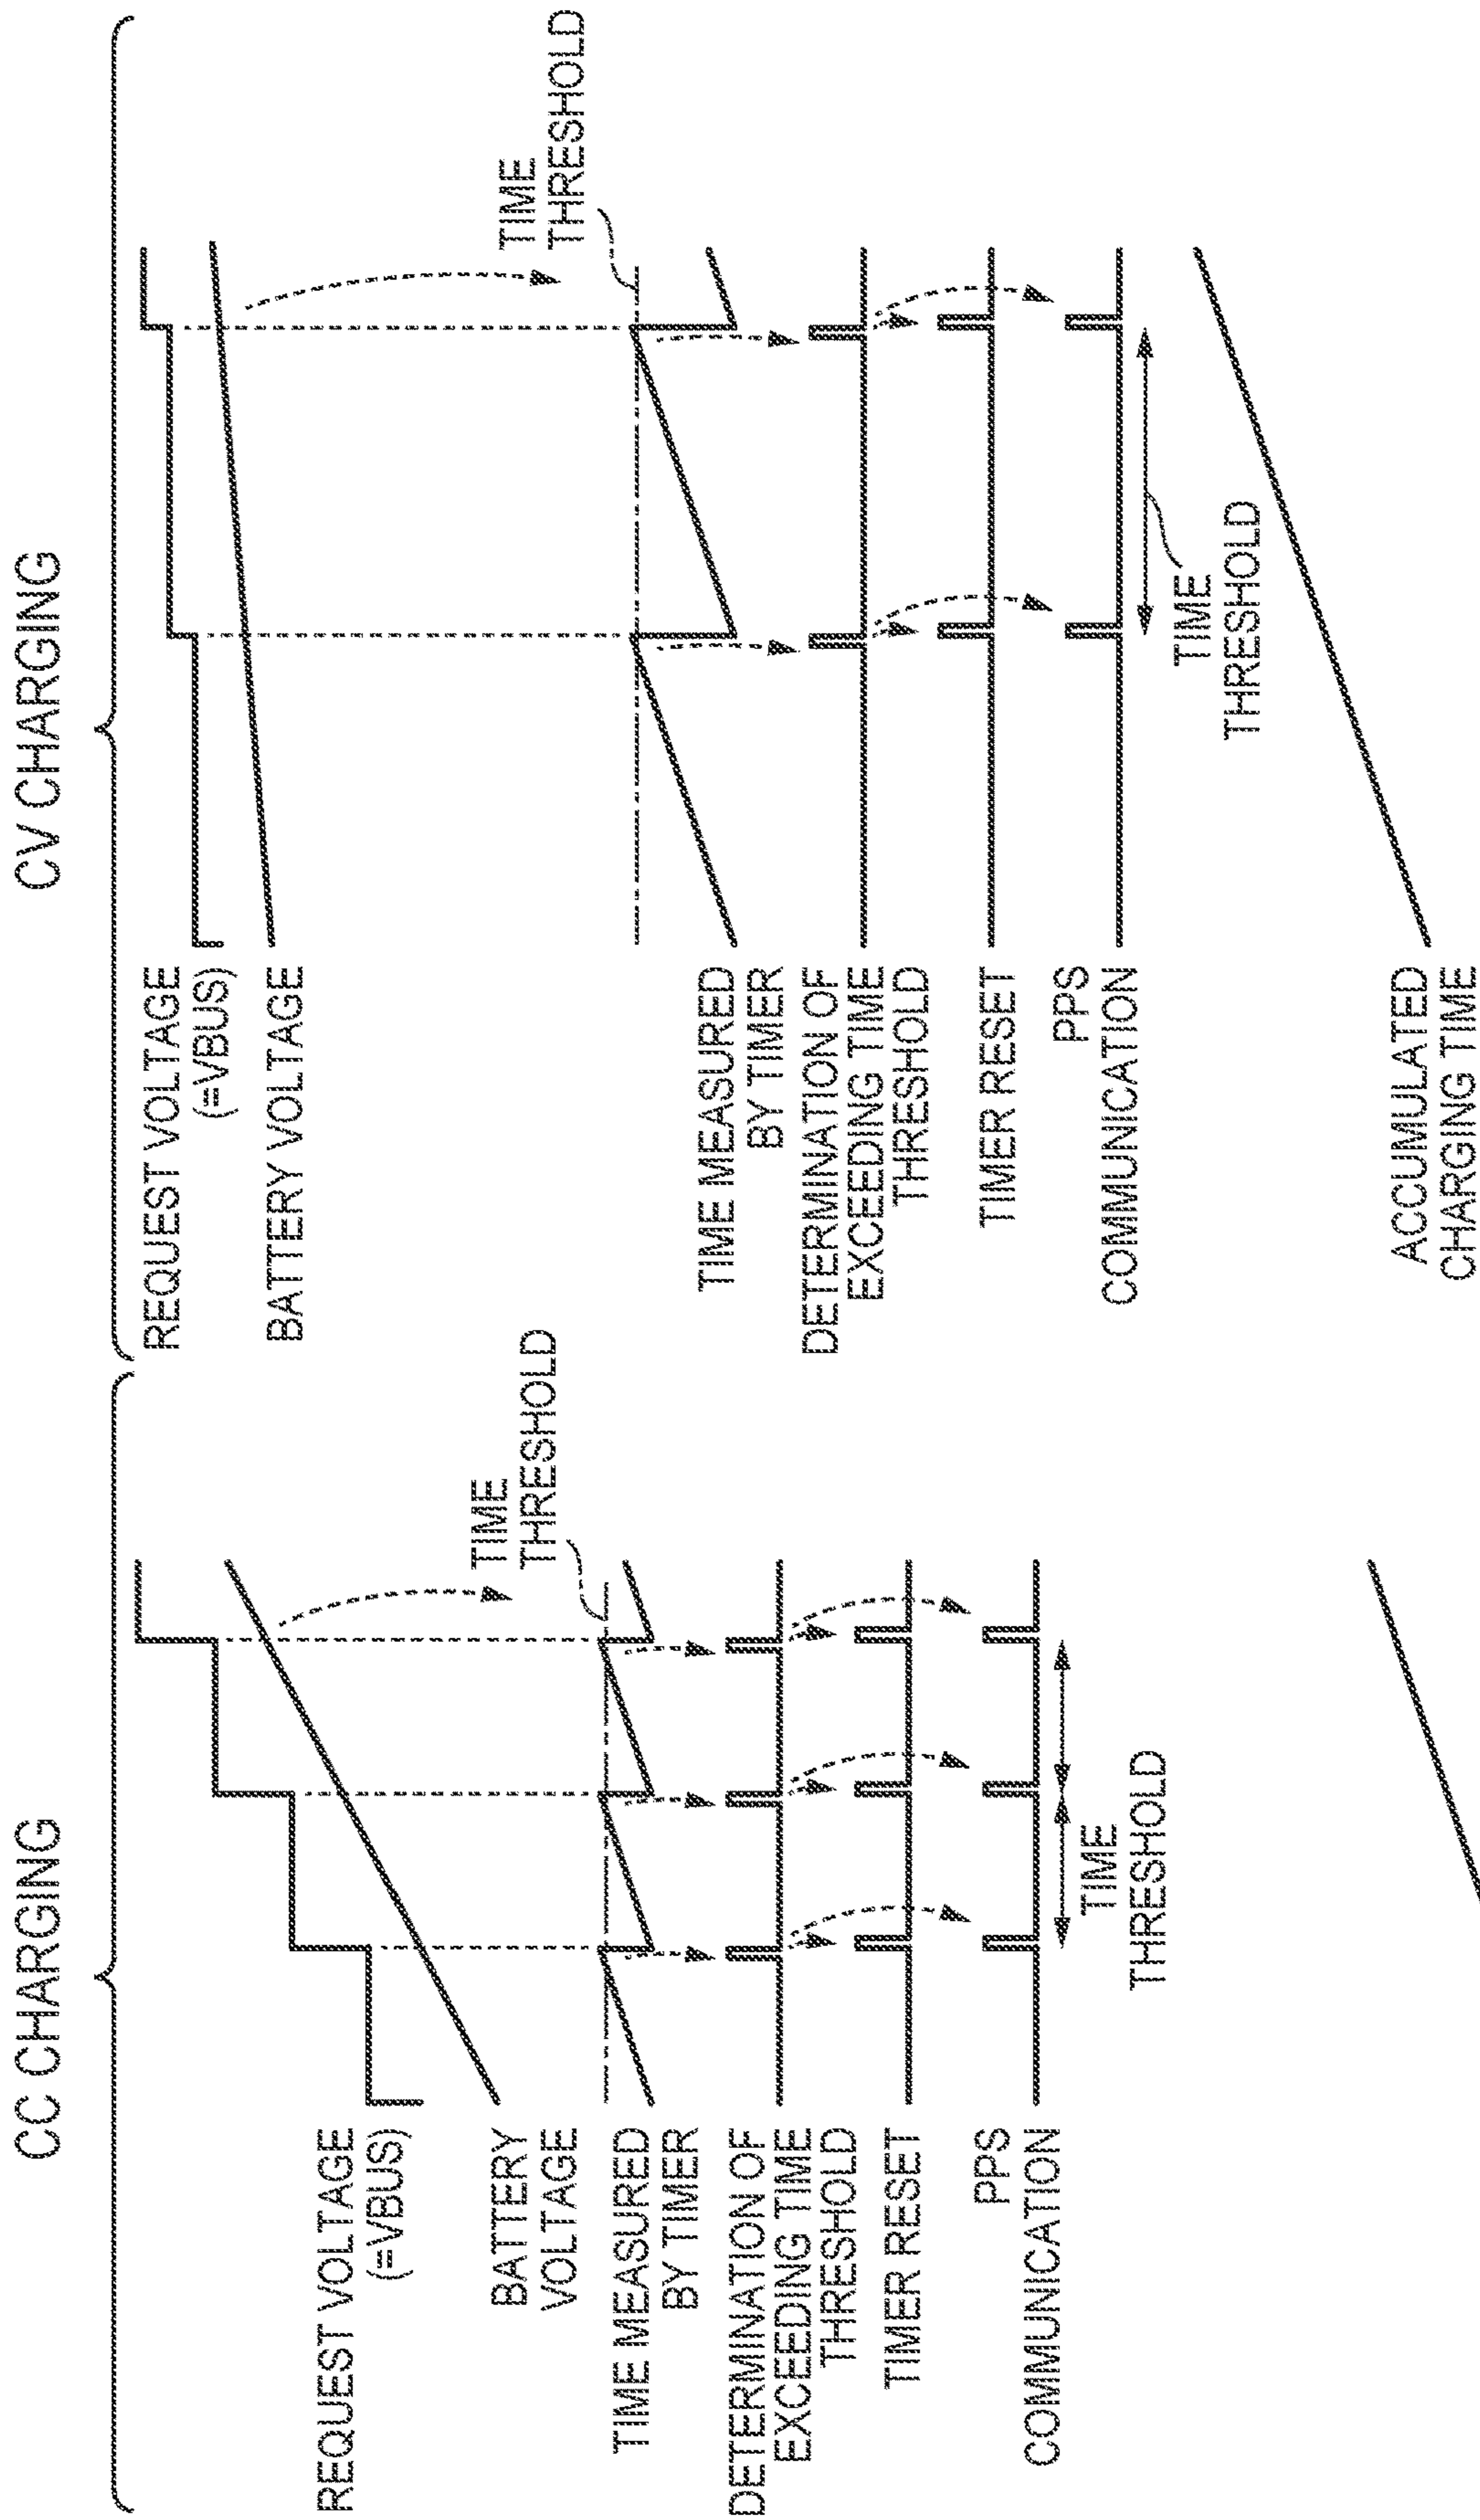 CC CHARGING
REQUEST VOLTAGE
(=VBUS)
BATTERY
VOLTAGE
TIME
THRESHOLD
TIME MEASURED
BY TIMER
DETERMINATION OF
EXCEEDING TIME
THRESHOLD
TIMER RESET
PPS
COMMUNICATION
TIME
THRESHOLD
CV CHARGING
REQUEST VOLTAGE
(=VBUS)
BATTERY VOLTAGE
TIME
THRESHOLD
TIME MEASURED
BY TIMER
DETERMINATION OF
EXCEEDING TIME
THRESHOLD
TIMER RESET
PPS
COMMUNICATION
TIME
THRESHOLD
ACCUMULATED
CHARGING TIME